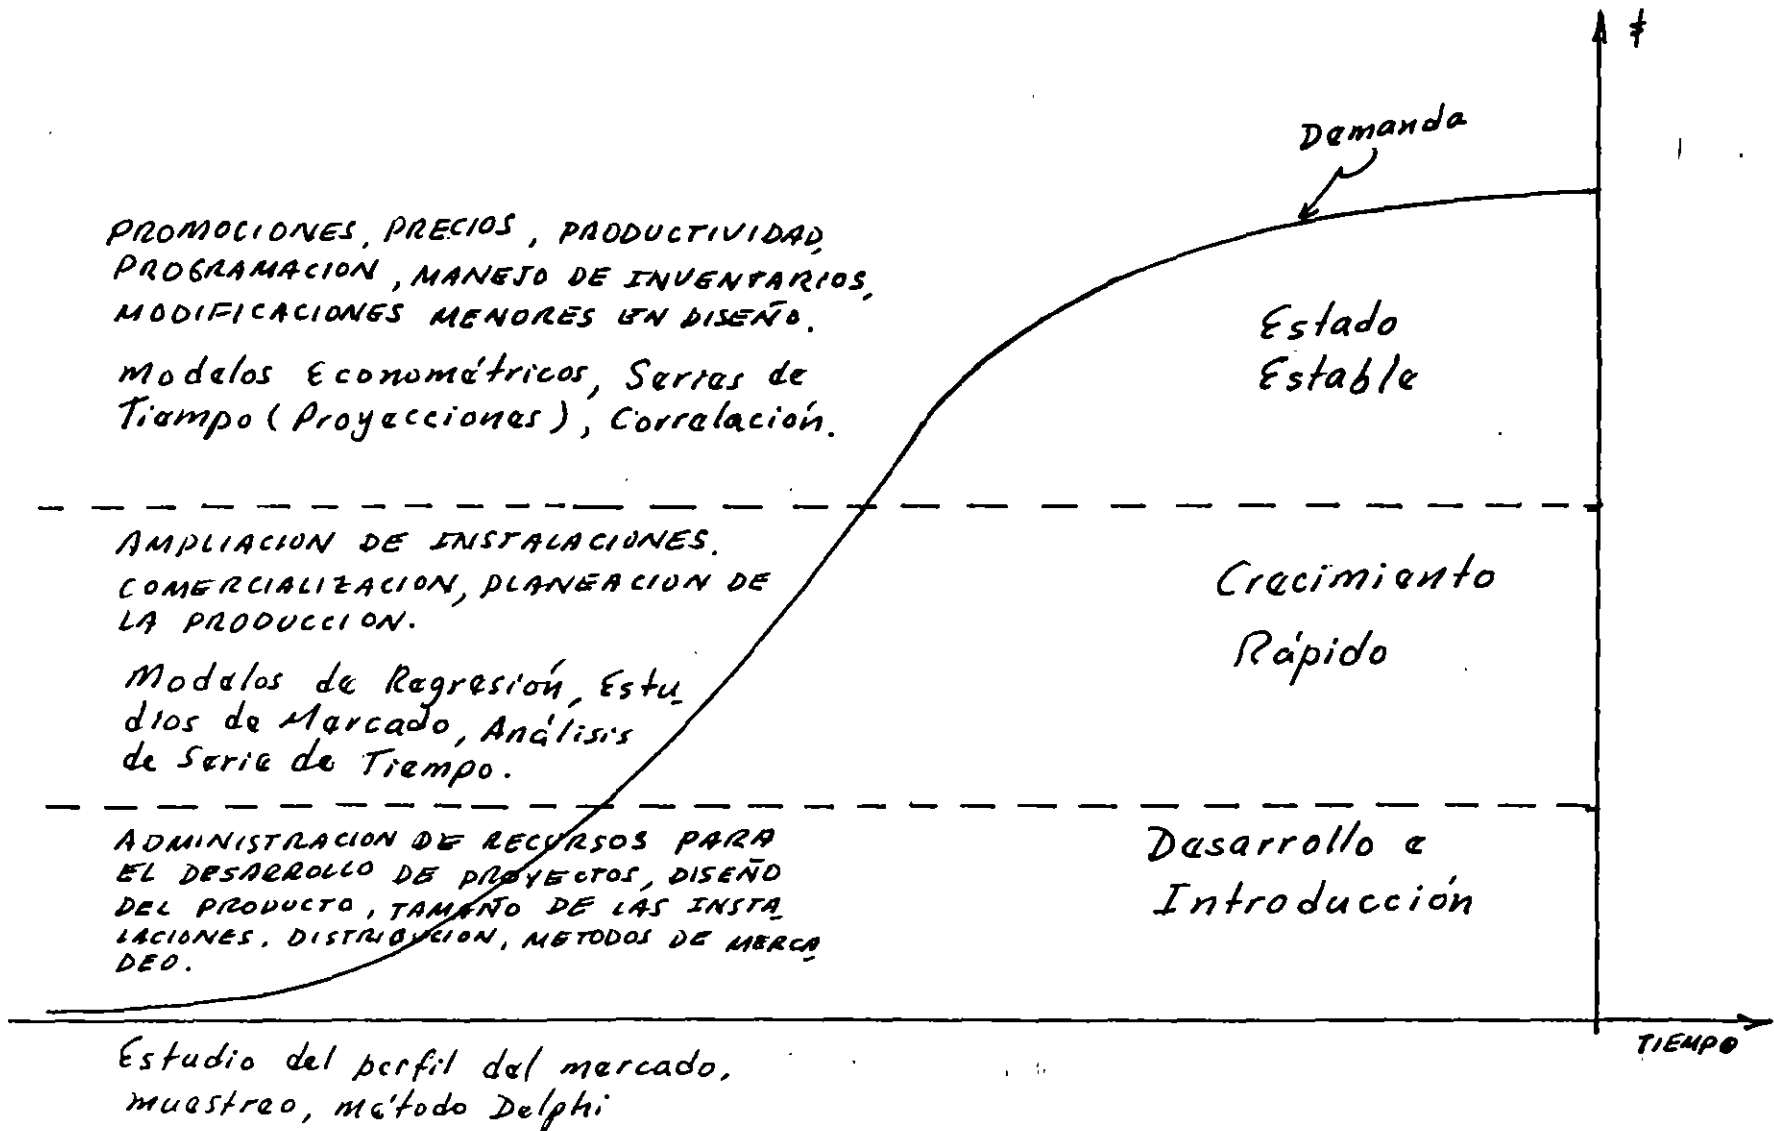 $
Demanda
PROMOCIONES, PRECIOS, PRODUCTIVIDAD,
PROGRAMACION, MANEJO DE INVENTARIOS,
MODIFICACIONES MENORES EN DISEÑO.
Modelos Econométricos, Series de
Tiempo (Proyecciones), Correlación.
Estado
Estable
AMPLIACION DE INSTALACIONES.
COMERCIALIZACION, PLANEACION DE
LA PRODUCCION.
Modelos de Regresión, Estu_
dios de Mercado, Análisis
de Serie de Tiempo.
Crecimiento
Rápido
ADMINISTRACION DE RECURSOS PARA
EL DESARROLLO DE PROYECTOS, DISEÑO
DEL PRODUCTO, TAMAÑO DE LAS INSTA_
LACIONES. DISTRIBUCION, METODOS DE MERCA_
DEO.
Desarrollo e
Introducción
TIEMPO
Estudio del perfil del mercado,
muestreo, método Delphi